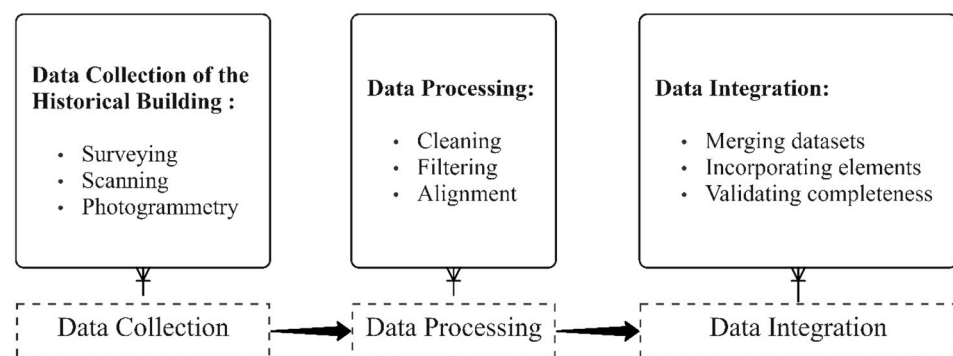 Data Collection of the
Historical Building :
• Surveying
• Scanning
• Photogrammetry
Data Processing:
• Cleaning
• Filtering
• Alignment
Data Integration:
• Merging datasets
• Incorporating elements
• Validating completeness
Data Collection
Data Processing
Data Integration